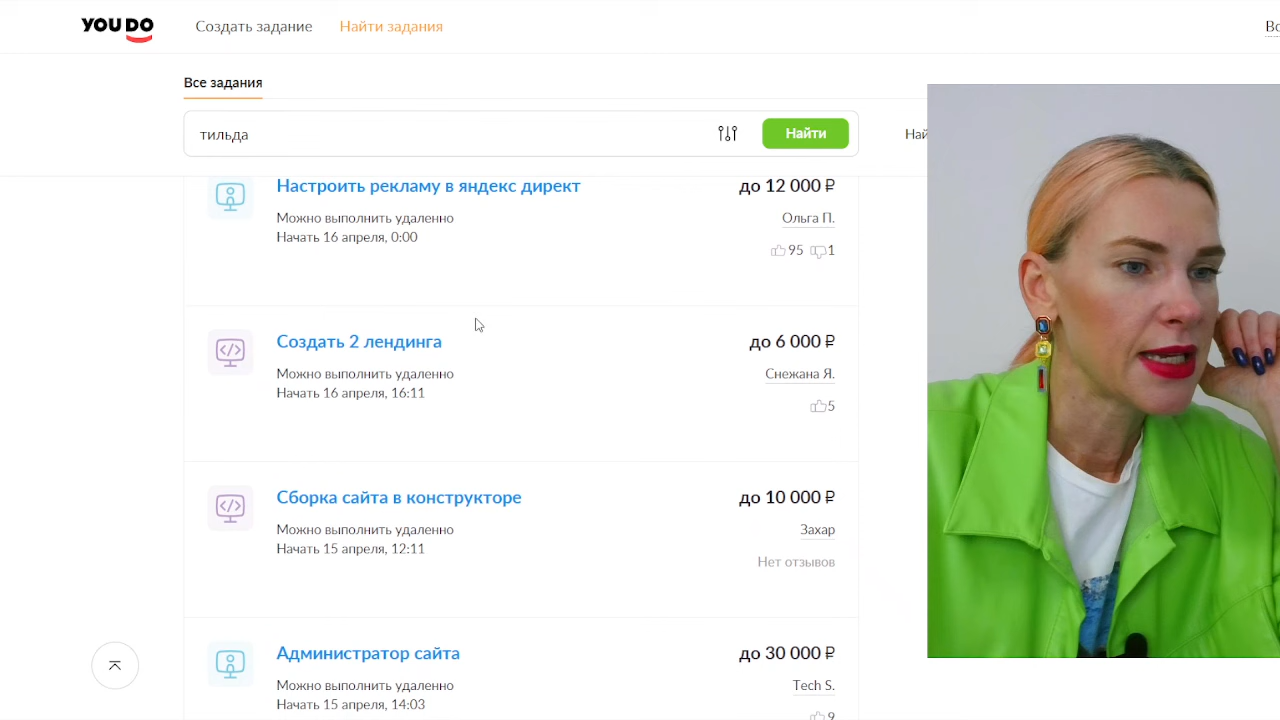 YOU DO
Создать задание
Найти задания
Все задания
тильда
Найти
Настроить рекламу в яндекс директ
до 12 000 ₽
Можно выполнить удаленно
Ольга П.
Начать 16 апреля, 0:00
95 1
Создать 2 лендинга
до 6 000 ₽
Можно выполнить удаленно
Снежана Я.
Начать 16 апреля, 16:11
5
Сборка сайта в конструкторе
до 10 000 ₽
Можно выполнить удаленно
Захар
Начать 15 апреля, 12:11
Нет отзывов
Администратор сайта
до 30 000 ₽
Можно выполнить удаленно
Tech S.
Начать 15 апреля, 14:03
9